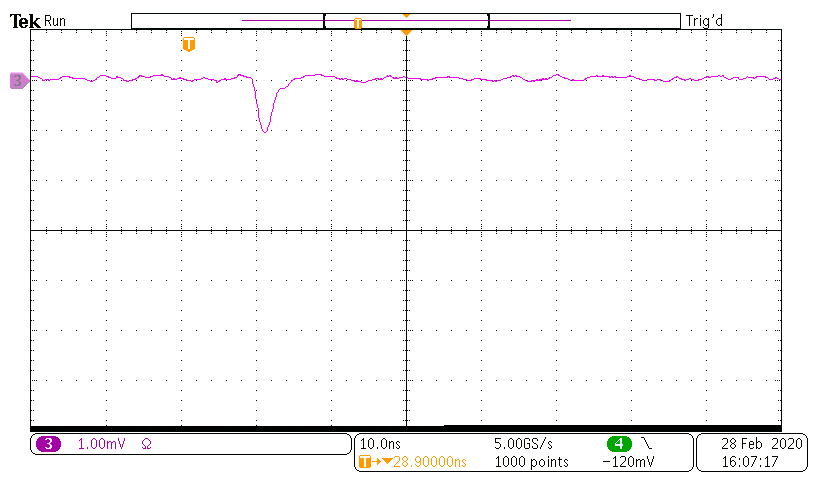 Tek Run Trig'd
T
T
3
3 1.00mV Ω
10.0ns 5.00GS/s 4
T→▼28.90000ns 1000 points −120mV
28 Feb 2020
16:07:17